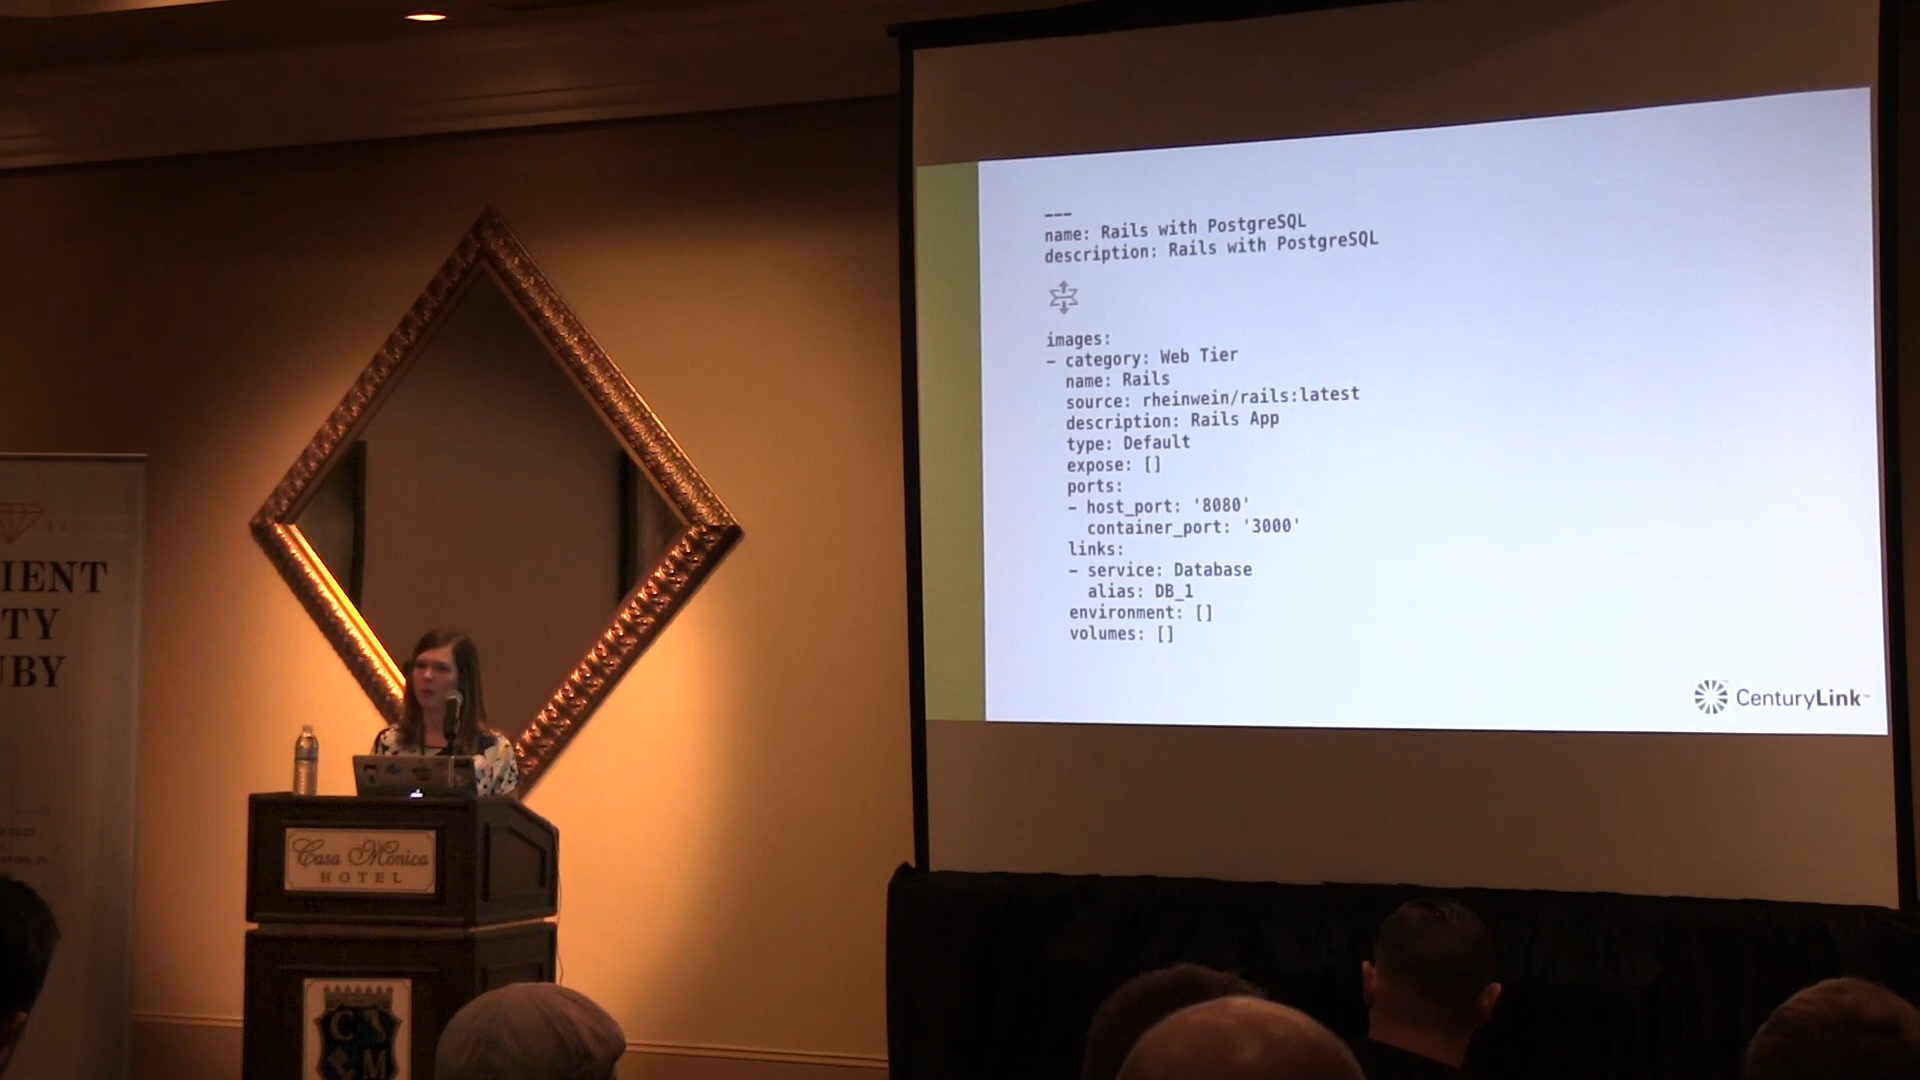 ---
name: Rails with PostgreSQL
description: Rails with PostgreSQL
images:
- category: Web Tier
name: Rails
source: rheinwein/rails:latest
description: Rails App
type: Default
expose: []
ports:
- host_port: '8080'
container_port: '3000'
links:
- service: Database
alias: DB_1
environment: []
volumes: []
CenturyLink
IENT
TY
UBY
Casa Monica
HOTEL
C
M